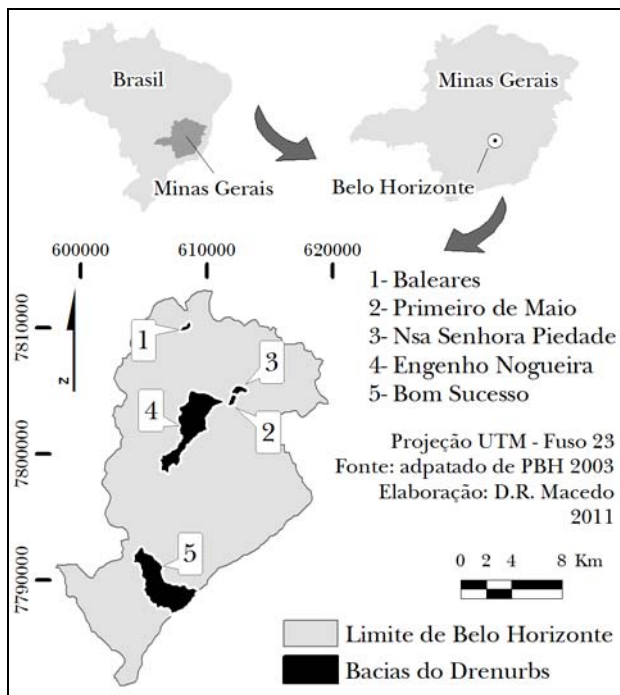 Brasil
Minas Gerais
Minas Gerais
Belo Horizonte
600000
610000
620000
7810000
7800000
7790000
N
1
2
3
4
5
1- Baleares
2- Primeiro de Maio
3- Nsa Senhora Piedade
4- Engenho Nogueira
5- Bom Sucesso
Projeção UTM - Fuso 23
Fonte: adpatado de PBH 2003
Elaboração: D.R. Macedo
2011
0 2 4 8 Km
Limite de Belo Horizonte
Bacias do Drenurbs